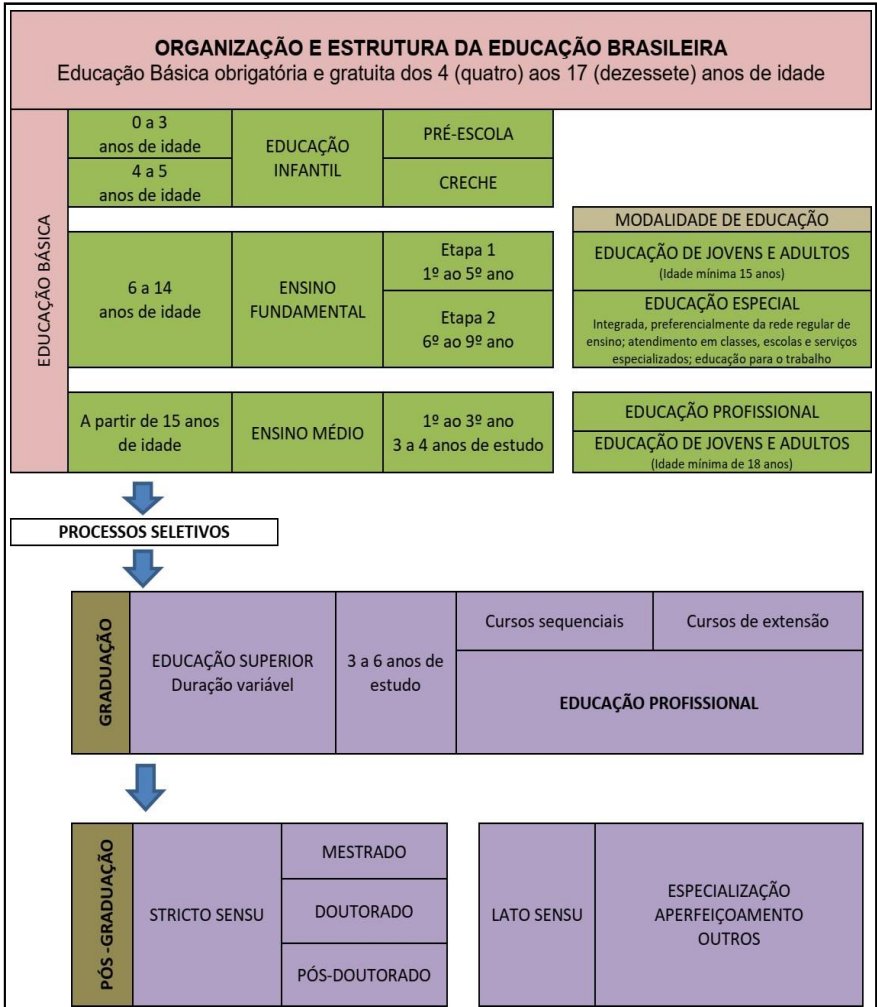 ORGANIZAÇÃO E ESTRUTURA DA EDUCAÇÃO BRASILEIRA
Educação Básica obrigatória e gratuita dos 4 (quatro) aos 17 (dezessete) anos de idade
EDUCAÇÃO BÁSICA
0 a 3
anos de idade
4 a 5
anos de idade
EDUCAÇÃO
INFANTIL
PRÉ-ESCOLA
CRECHE
6 a 14
anos de idade
ENSINO
FUNDAMENTAL
Etapa 1
1º ao 5º ano
Etapa 2
6º ao 9º ano
MODALIDADE DE EDUCAÇÃO
EDUCAÇÃO DE JOVENS E ADULTOS
(Idade mínima 15 anos)
EDUCAÇÃO ESPECIAL
Integrada, preferencialmente da rede regular de
ensino; atendimento em classes, escolas e serviços
especializados; educação para o trabalho
A partir de 15 anos
de idade
ENSINO MÉDIO
1º ao 3º ano
3 a 4 anos de estudo
EDUCAÇÃO PROFISSIONAL
EDUCAÇÃO DE JOVENS E ADULTOS
(Idade mínima de 18 anos)
PROCESSOS SELETIVOS
GRADUAÇÃO
EDUCAÇÃO SUPERIOR
Duração variável
3 a 6 anos de
estudo
Cursos sequenciais
Cursos de extensão
EDUCAÇÃO PROFISSIONAL
PÓS -GRADUAÇÃO
STRICTO SENSU
MESTRADO
DOUTORADO
PÓS-DOUTORADO
LATO SENSU
ESPECIALIZAÇÃO
APERFEIÇOAMENTO
OUTROS